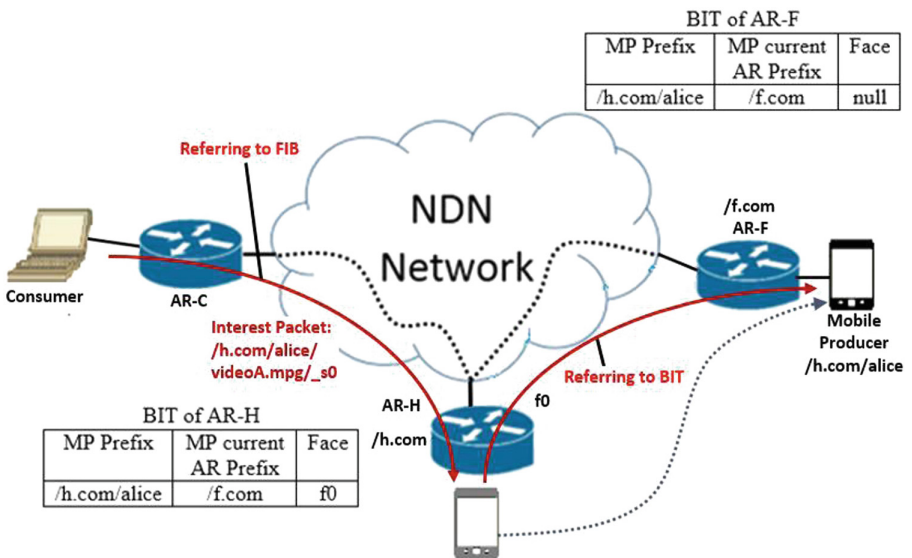 BIT of AR-F
MP Prefix
MP current
AR Prefix
Face
/h.com/alice
/f.com
null
Referring to FIB
NDN
Network
/f.com
AR-F
Consumer
AR-C
Mobile
Producer
/h.com/alice
Interest Packet:
/h.com/alice/
videoA.mpg/_s0
Referring to BIT
AR-H
f0
/h.com
BIT of AR-H
MP Prefix
MP current
AR Prefix
Face
/h.com/alice
/f.com
f0